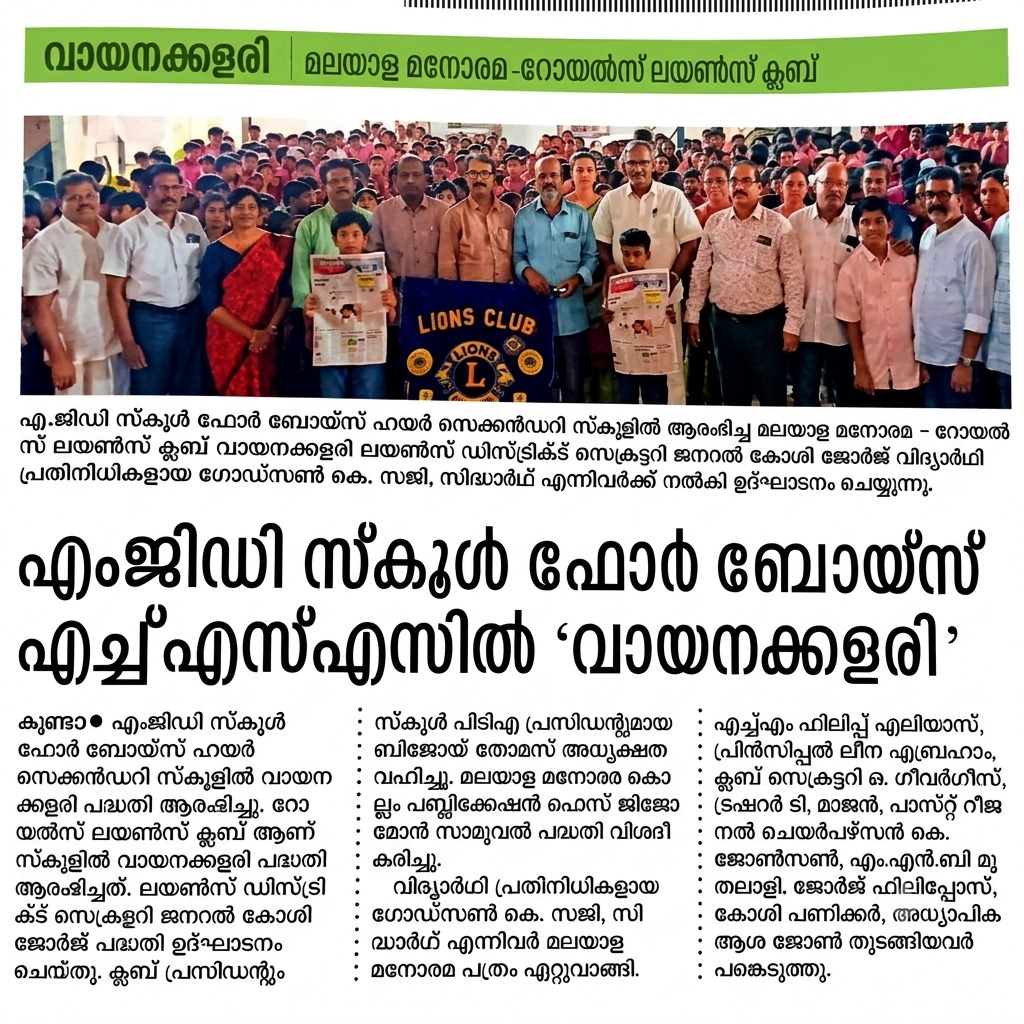 വായനക്കളരി | മലയാള മനോരമ -റോയൽസ് ലയൺസ് ക്ലബ്
LIONS CLUB
LIONS
L
എ.ജിഡി സ്കൂൾ ഫോർ ബോയ്സ് ഹയർ സെക്കൻഡറി സ്കുളിൽ ആരംഭിച്ച മലയാള മനോരമ – റോയൽ
സ് ലയൺസ് ക്ലബ് വായനക്കളരി ലയൺസ് ഡിസ്ട്രിക്ട് സെക്രട്ടറി ജനറൽ കോശി ജോർജ് വിദ്യാർഥി
പ്രതിനിധികളായ ഗോഡ്സൺ കെ. സജി, സിദ്ധാർഥ് എന്നിവർക്ക് നൽകി ഉദ്ഘാടനം ചെയ്യുന്നു.
എംജിഡി സ്കൂൾ ഫോർ ബോയ്സ്
എച്ച്എസ്എസിൽ ‘വായനക്കളരി’
കുണ്ടാ● എംജിഡി സ്കുൾ
ഫോർ ബോയ്സ് ഹയർ
സെക്കൻഡറി സ്കൂളിൽ വായന
ക്കളരി പദ്ധതി ആരംഭിച്ചു. റോ
യൽസ് ലയൺസ് ക്ലബ് ആണ്
സ്കുളിൽ വായനക്കളരി പദ്ധതി
ആരംഭിച്ചത്. ലയൺസ് ഡിസ്ട്രി
ക്ട് സെക്രളറി ജനറൽ കോശി
ജോർജ് പദ്ധതി ഉദ്ഘാടനം
ചെയ്തു. ക്ലബ് പ്രസിഡന്റും
സ്കുൾ പിടിഎ പ്രസിഡന്റുമായ
ബിജോയ് തോമസ് അധ്യക്ഷത
വഹിച്ചു. മലയാള മനോരര കൊ
ല്ലം പബ്ലിക്കേഷൻ ഫെസ് ജിജോ
മോൻ സാമുവൽ പദ്ധതി വിശദീ
കരിച്ചു.
വിദ്യാർഥി പ്രതിനിധികളായ
ഗോഡ്സൺ കെ. സജി, സി
ദ്ധാർഗ് എന്നിവർ മലയാള
മനോരമ പത്രം ഏറ്റുവാങ്ങി.
എച്ച്എം ഫിലിപ്പ് എലിയാസ്,
പ്രിൻസിപ്പൽ ലീന എബ്രഹാം,
ക്ലബ് സെക്രട്ടറി ഒ. ഗീവർഗീസ്,
ട്രഷറർ ടി, മാജൻ, പാസ്റ്റ് റീജ
നൽ ചെയർപഴ്സൻ കെ.
ജോൺസൺ, എം.എൻ.ബി മു
തലാളി. ജോർജ് ഫിലിപ്പോസ്,
കോശി പണിക്കർ, അധ്യാപിക
ആശ ജോൺ തുടങ്ങിയവർ
പങ്കെടുത്തു.